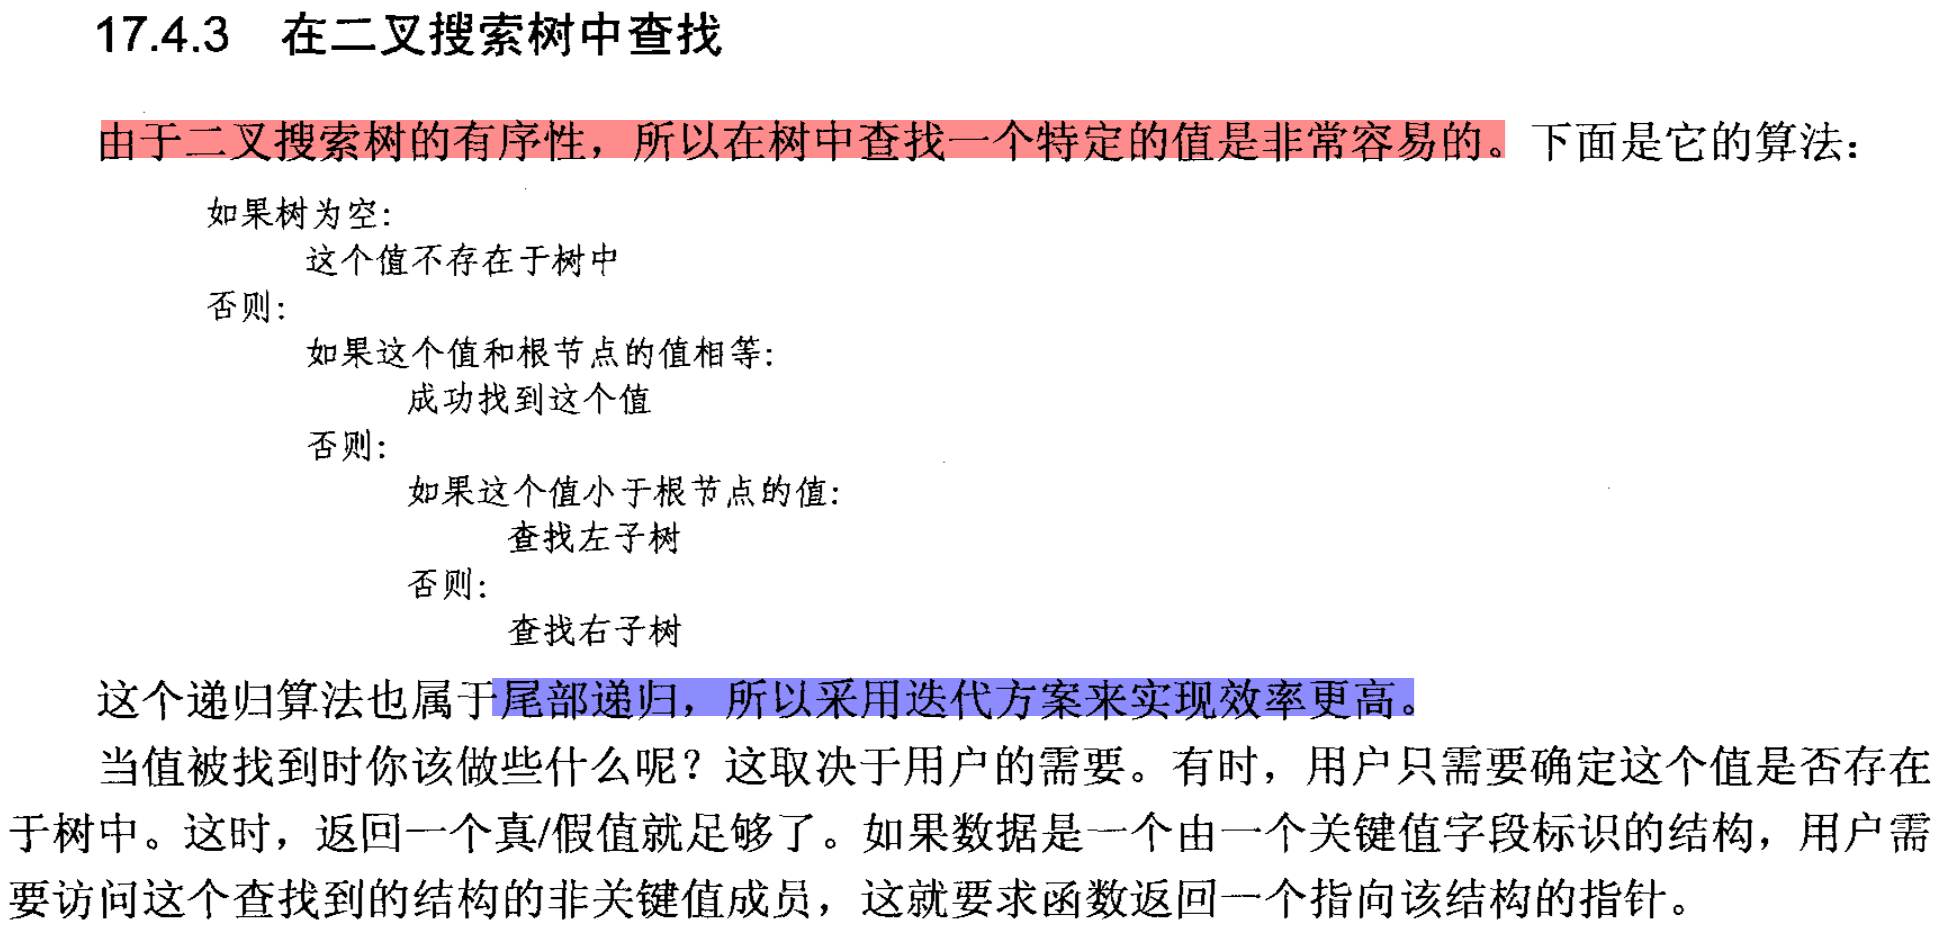 17.4.3 在二叉搜索树中查找
由于二叉搜索树的有序性，所以在树中查找一个特定的值是非常容易的。下面是它的算法：
如果树为空:
这个值不存在于树中
否则:
如果这个值和根节点的值相等:
成功找到这个值
否则:
如果这个值小于根节点的值:
查找左子树
否则:
查找右子树
这个递归算法也属于尾部递归，所以采用迭代方案来实现效率更高。
当值被找到时你该做些什么呢？这取决于用户的需要。有时，用户只需要确定这个值是否存在
于树中。这时，返回一个真/假值就足够了。如果数据是一个由一个关键值字段标识的结构，用户需
要访问这个查找到的结构的非关键值成员，这就要求函数返回一个指向该结构的指针。